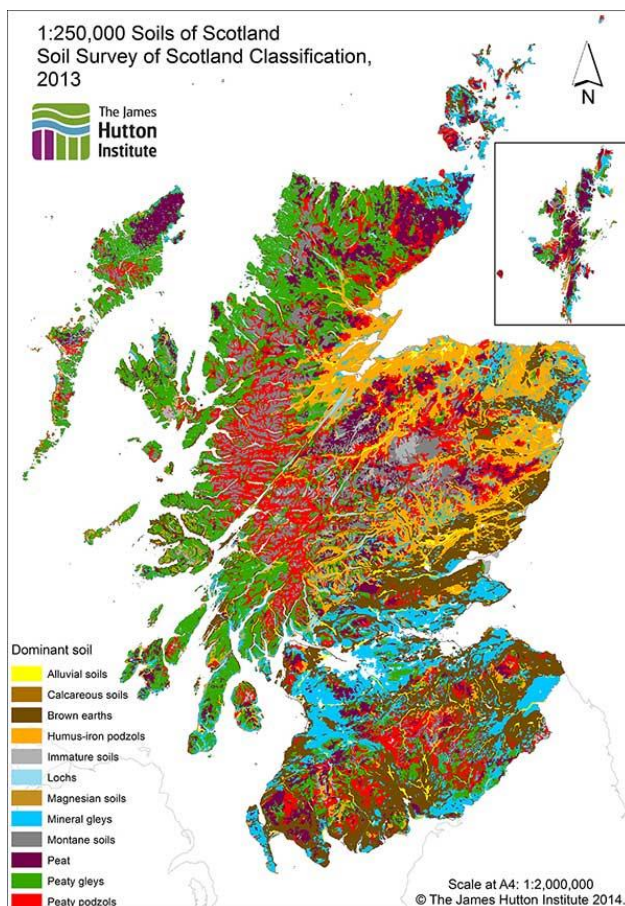 1:250,000 Soils of Scotland
Soil Survey of Scotland Classification,
2013
The James
Hutton
Institute
N
Dominant soil
Alluvial soils
Calcareous soils
Brown earths
Humus-iron podzols
Immature soils
Lochs
Magnesian soils
Mineral gleys
Montane soils
Peat
Peaty gleys
Peaty podzols
Scale at A4: 1:2,000,000
© The James Hutton Institute 2014.